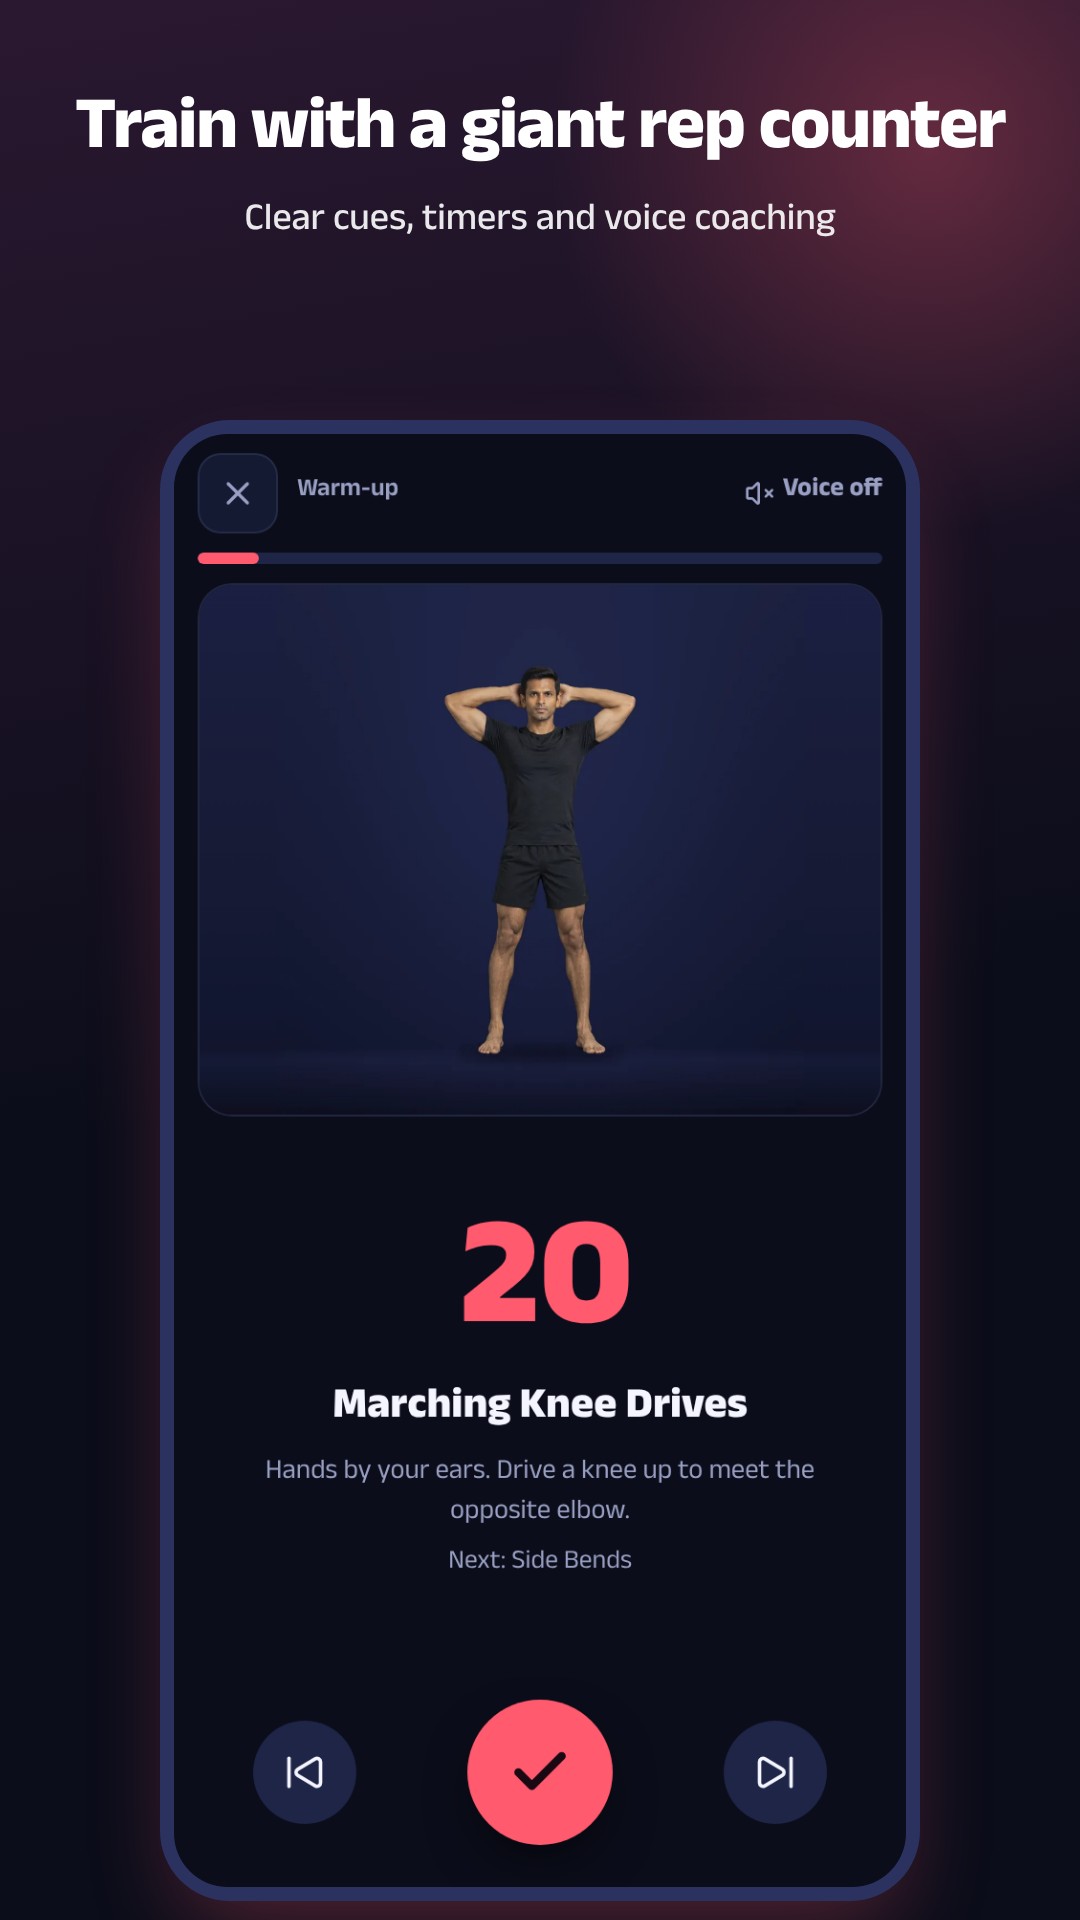 Train with a giant rep counter
Clear cues, timers and voice coaching
Warm-up
Voice off
20
Marching Knee Drives
Hands by your ears. Drive a knee up to meet the
opposite elbow.
Next: Side Bends